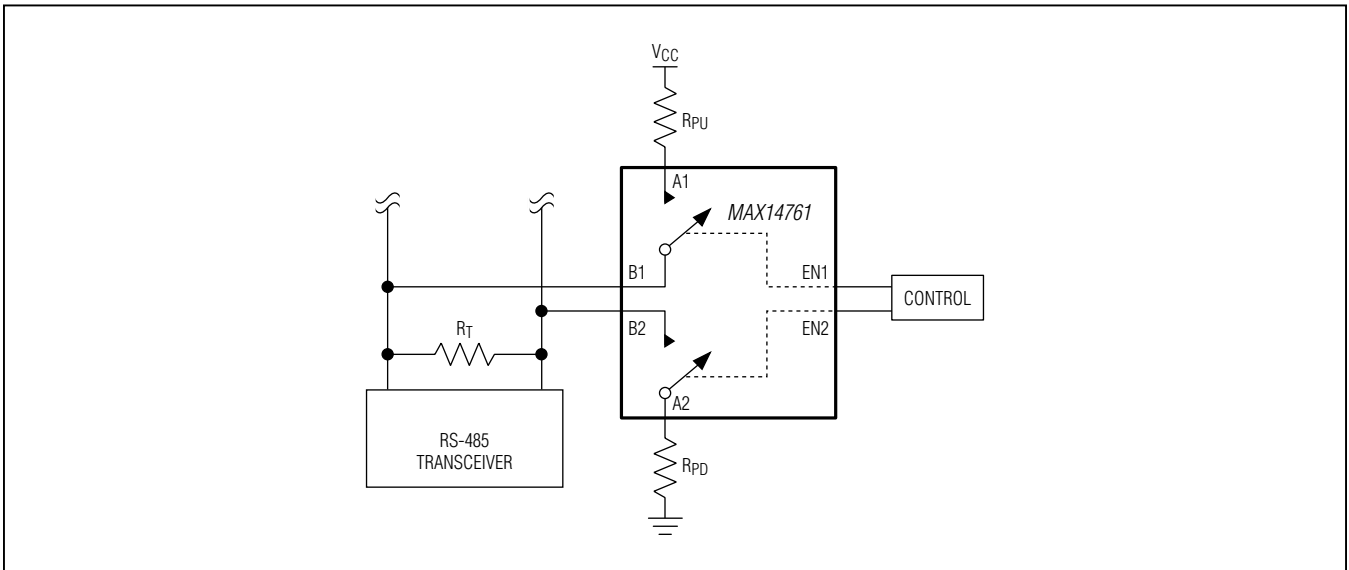 VCC
RPU
A1
MAX14761
B1
EN1
CONTROL
B2
EN2
RT
A2
RS-485
TRANSCEIVER
RPD